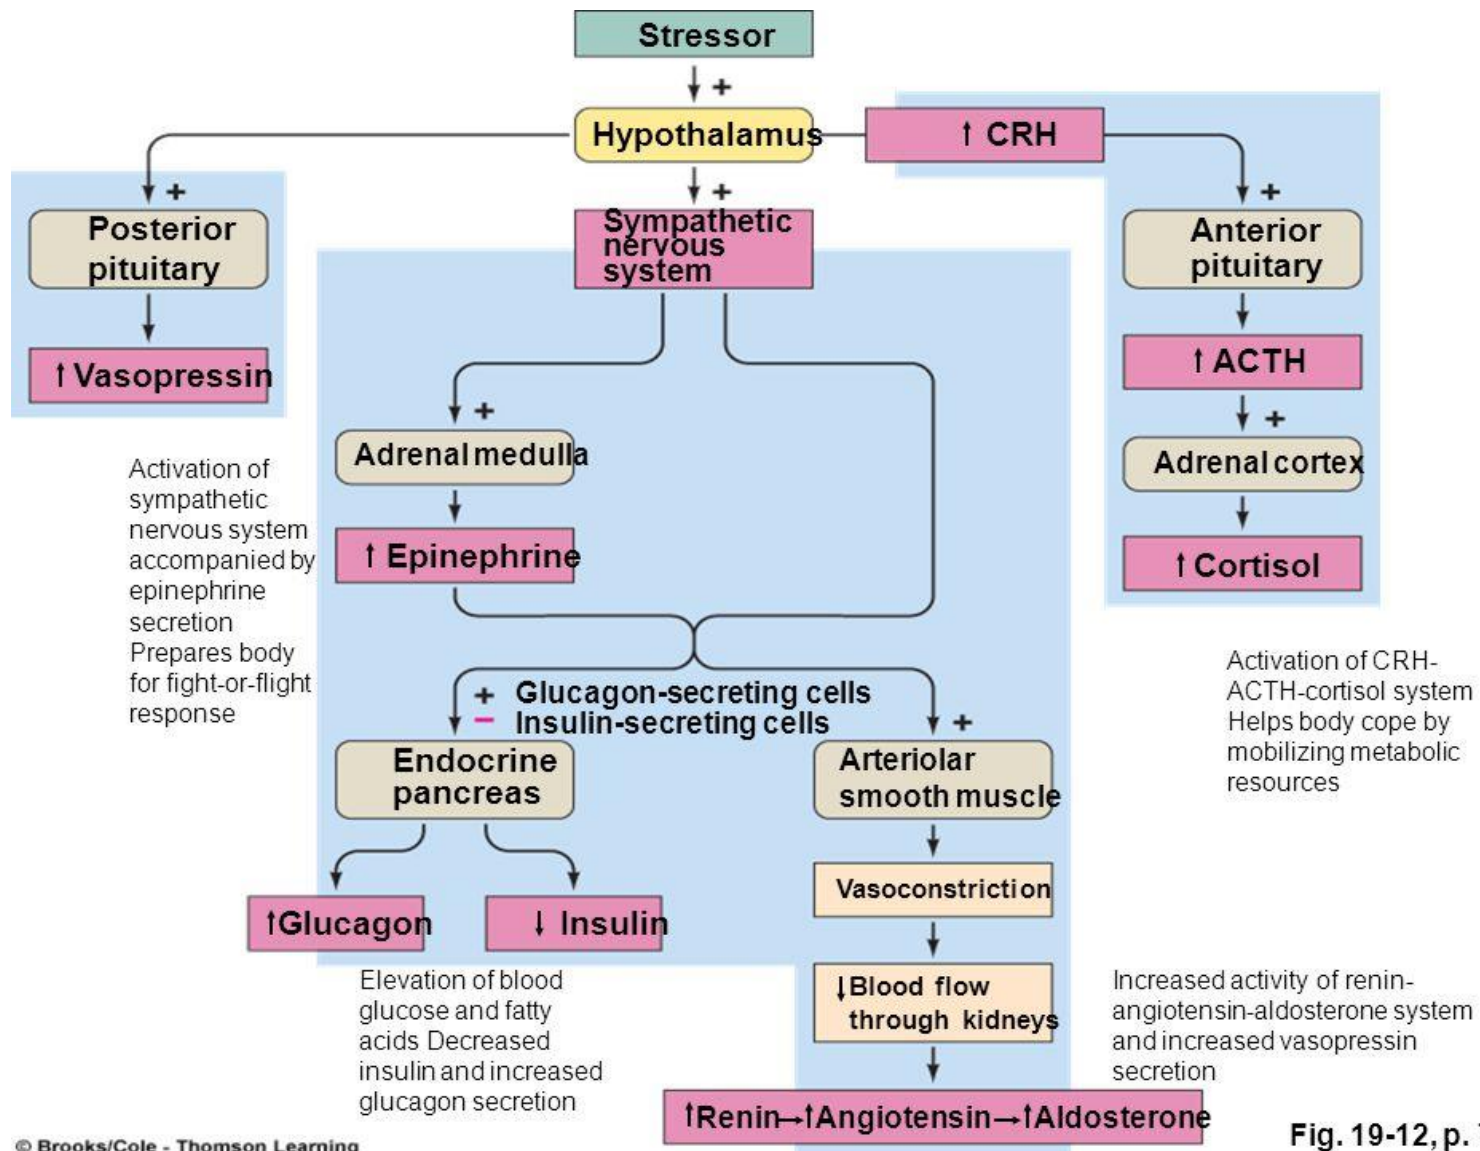 Stressor
+
Hypothalamus
↑ CRH
+
+
+
Posterior
pituitary
Sympathetic
nervous
system
Anterior
pituitary
↑ Vasopressin
↑ ACTH
+
+
Adrenal medulla
Adrenal cortex
Activation of
sympathetic
nervous system
accompanied by
epinephrine
secretion
Prepares body
for fight-or-flight
response
↑ Epinephrine
↑ Cortisol
Activation of CRH-
ACTH-cortisol system
Helps body cope by
mobilizing metabolic
resources
+ Glucagon-secreting cells
− Insulin-secreting cells
+
Endocrine
pancreas
Arteriolar
smooth muscle
Vasoconstriction
↑Glucagon
↓ Insulin
Elevation of blood
glucose and fatty
acids Decreased
insulin and increased
glucagon secretion
↓Blood flow
through kidneys
Increased activity of renin-
angiotensin-aldosterone system
and increased vasopressin
secretion
↑Renin→↑Angiotensin→↑Aldosterone
© Brooks/Cole - Thomson Learning
Fig. 19-12, p.